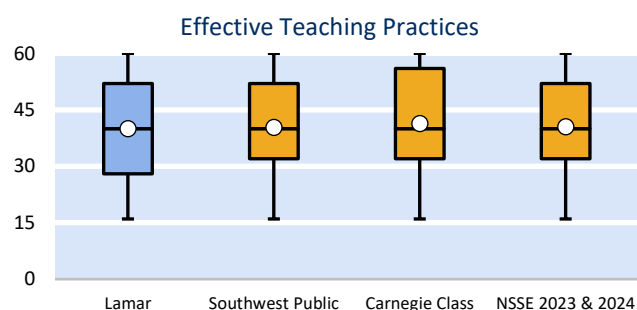 Effective Teaching Practices
60
45
30
15
0
Lamar Southwest Public Carnegie Class NSSE 2023 & 2024